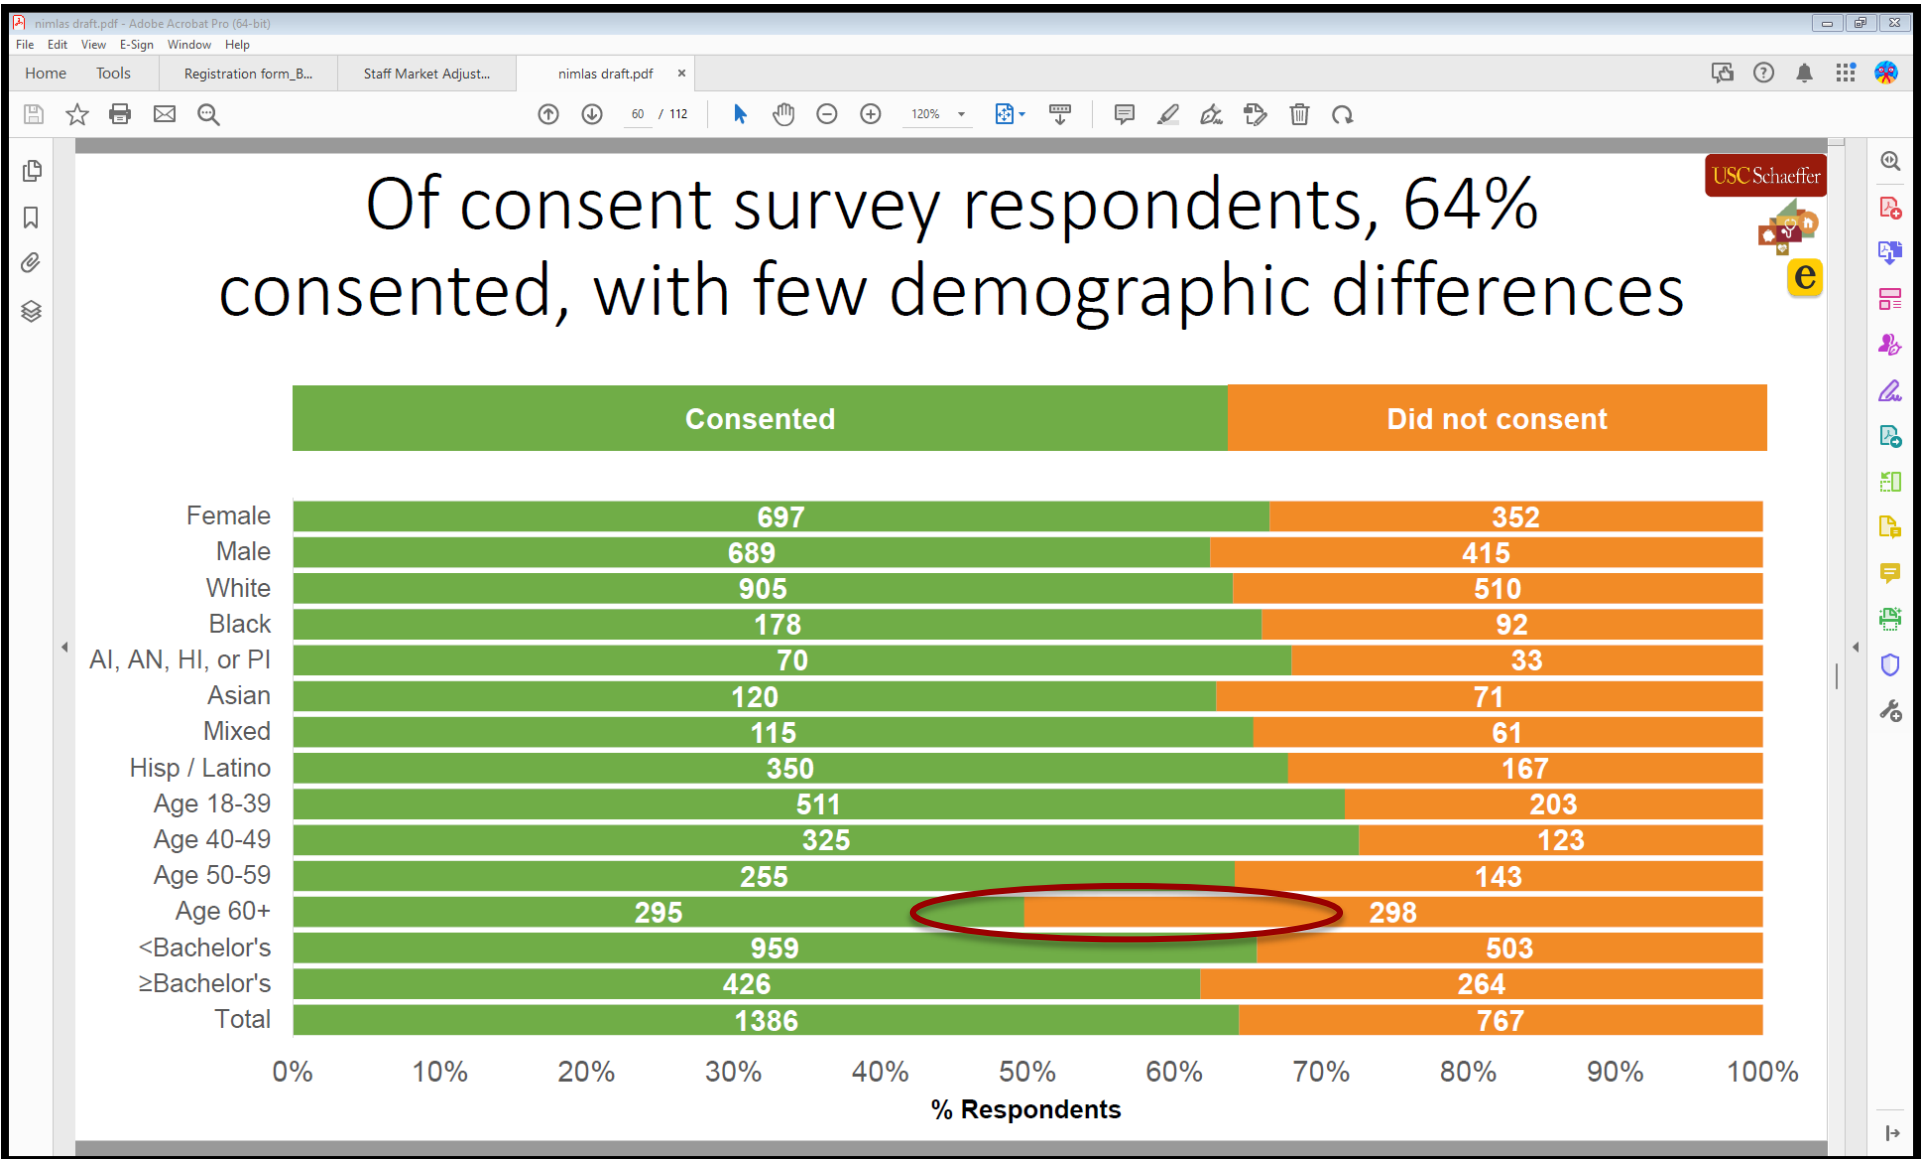 nimlas draft.pdf - Adobe Acrobat Pro (64-bit)
File Edit View E-Sign Window Help
Home Tools Registration form_B... Staff Market Adjust... nimlas draft.pdf ×
60 / 112 120%
USC Schaeffer
e
Of consent survey respondents, 64%
consented, with few demographic differences
Consented Did not consent
Female 697 352
Male 689 415
White 905 510
Black 178 92
AI, AN, HI, or PI 70 33
Asian 120 71
Mixed 115 61
Hisp / Latino 350 167
Age 18-39 511 203
Age 40-49 325 123
Age 50-59 255 143
Age 60+ 295 298
<Bachelor's 959 503
≥Bachelor's 426 264
Total 1386 767
0% 10% 20% 30% 40% 50% 60% 70% 80% 90% 100%
% Respondents